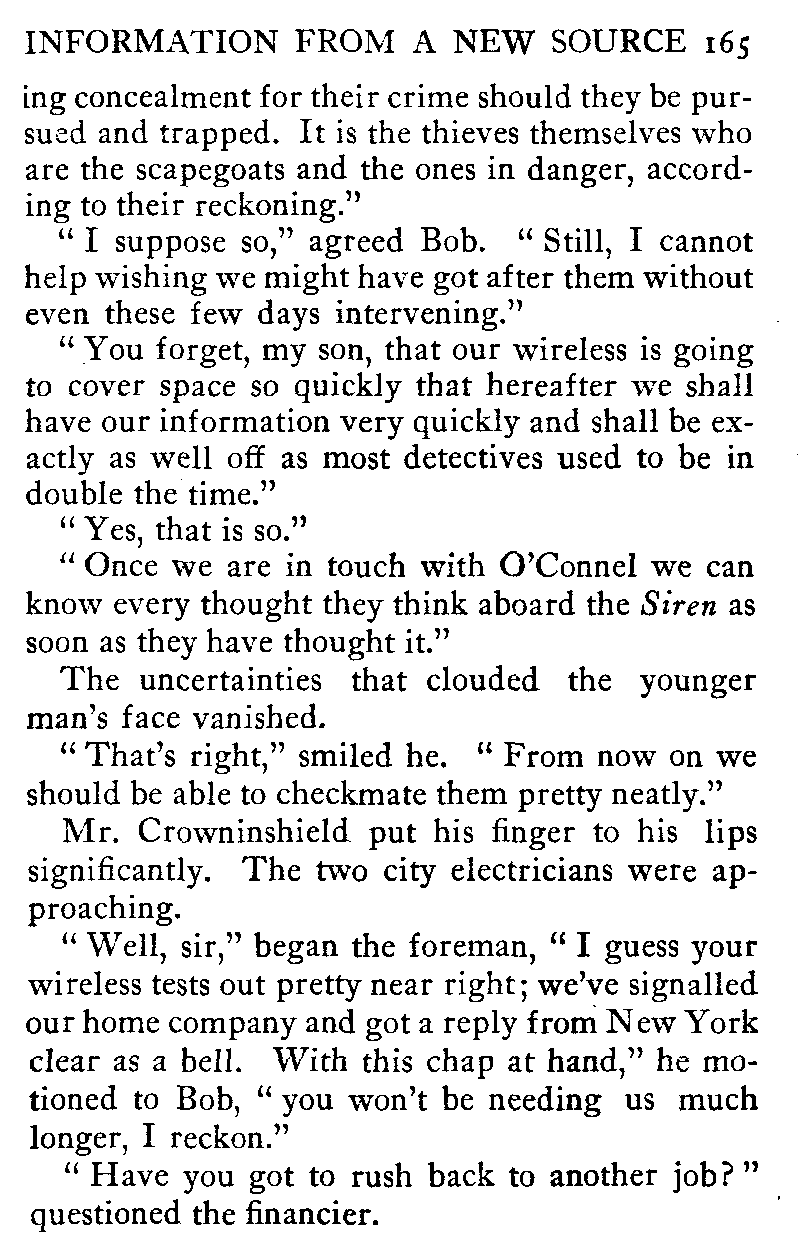 INFORMATION FROM A NEW SOURCE 165
ing concealment for their crime should they be pur-
sued and trapped. It is the thieves themselves who
are the scapegoats and the ones in danger, accord-
ing to their reckoning."
" I suppose so," agreed Bob. " Still, I cannot
help wishing we might have got after them without
even these few days intervening."
" You forget, my son, that our wireless is going
to cover space so quickly that hereafter we shall
have our information very quickly and shall be ex-
actly as well off as most detectives used to be in
double the time."
" Yes, that is so."
" Once we are in touch with O'Connel we can
know every thought they think aboard the Siren as
soon as they have thought it."
The uncertainties that clouded the younger
man's face vanished.
" That's right," smiled he. " From now on we
should be able to checkmate them pretty neatly."
Mr. Crowninshield put his finger to his lips
significantly. The two city electricians were ap-
proaching.
" Well, sir," began the foreman, " I guess your
wireless tests out pretty near right; we've signalled
our home company and got a reply from New York
clear as a bell. With this chap at hand," he mo-
tioned to Bob, " you won't be needing us much
longer, I reckon."
" Have you got to rush back to another job? "
questioned the financier.